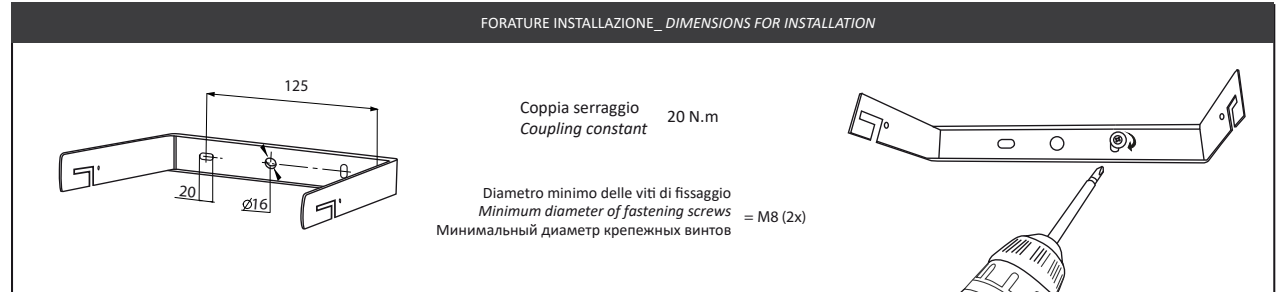 FORATURE INSTALLAZIONE_ DIMENSIONS FOR INSTALLATION
125
20
Ø16
Coppia serraggio
Coupling constant
20 N.m
Diametro minimo delle viti di fissaggio
Minimum diameter of fastening screws
Минимальный диаметр крепежных винтов
= M8 (2x)